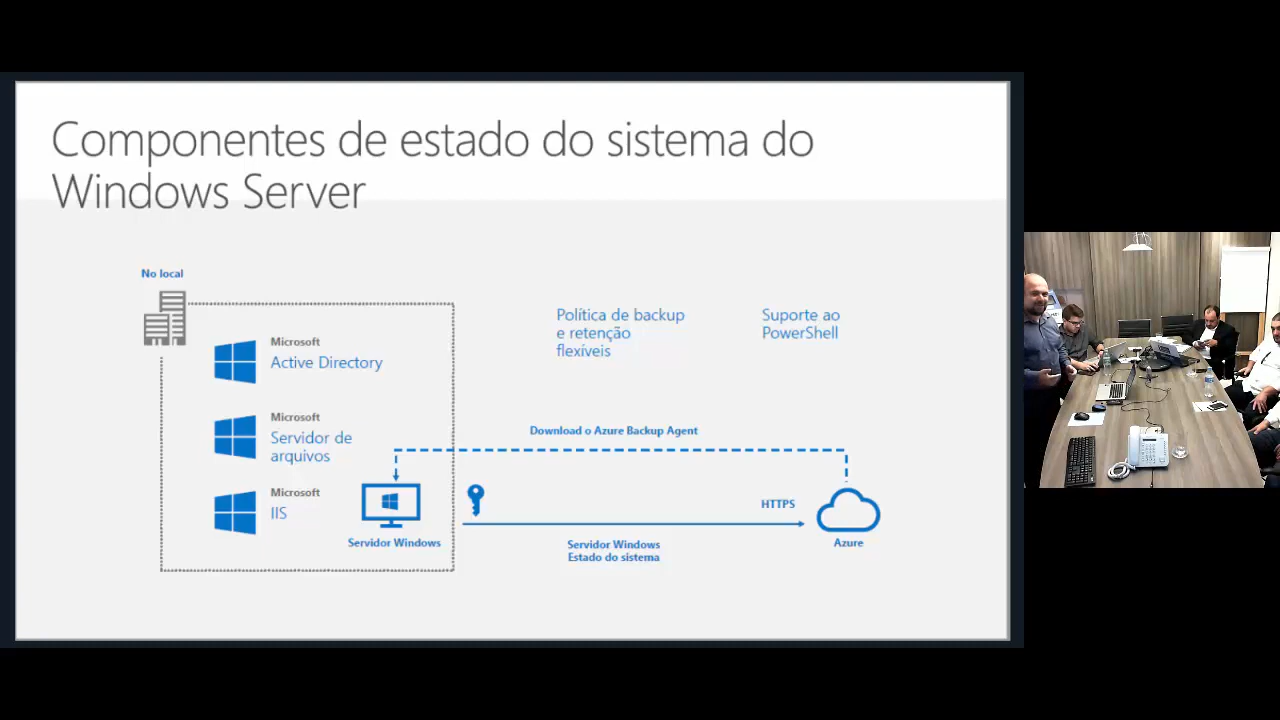 Componentes de estado do sistema do
Windows Server
No local
Microsoft
Active Directory
Microsoft
Servidor de
arquivos
Microsoft
IIS
Servidor Windows
Política de backup
e retenção
flexíveis
Suporte ao
PowerShell
Download o Azure Backup Agent
HTTPS
Servidor Windows
Estado do sistema
Azure